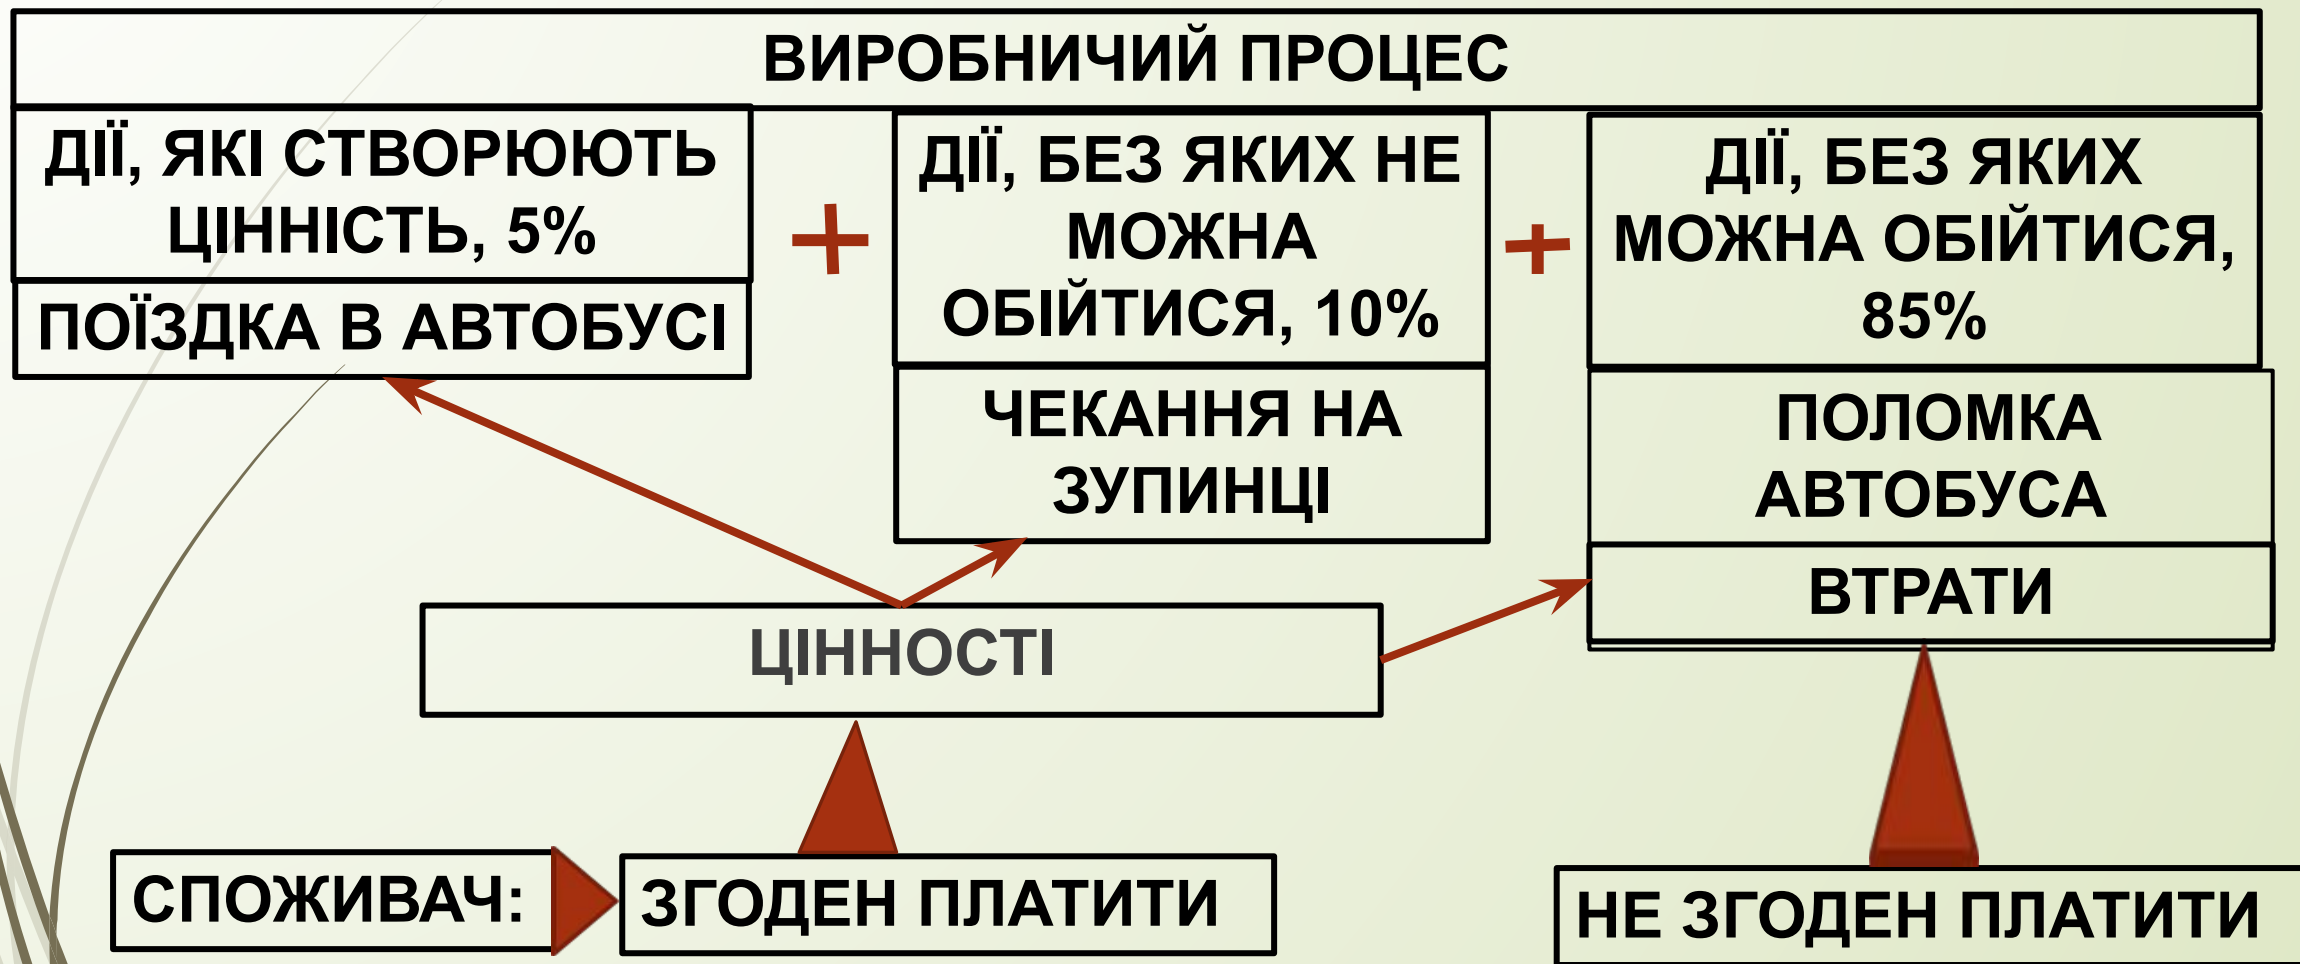 ВИРОБНИЧИЙ ПРОЦЕС
ДІЇ, ЯКІ СТВОРЮЮТЬ
ЦІННІСТЬ, 5%
ПОЇЗДКА В АВТОБУСІ
+
ДІЇ, БЕЗ ЯКИХ НЕ
МОЖНА
ОБІЙТИСЯ, 10%
ЧЕКАННЯ НА
ЗУПИНЦІ
+
ДІЇ, БЕЗ ЯКИХ
МОЖНА ОБІЙТИСЯ,
85%
ПОЛОМКА
АВТОБУСА
ВТРАТИ
ЦІННОСТІ
СПОЖИВАЧ:
ЗГОДЕН ПЛАТИТИ
НЕ ЗГОДЕН ПЛАТИТИ